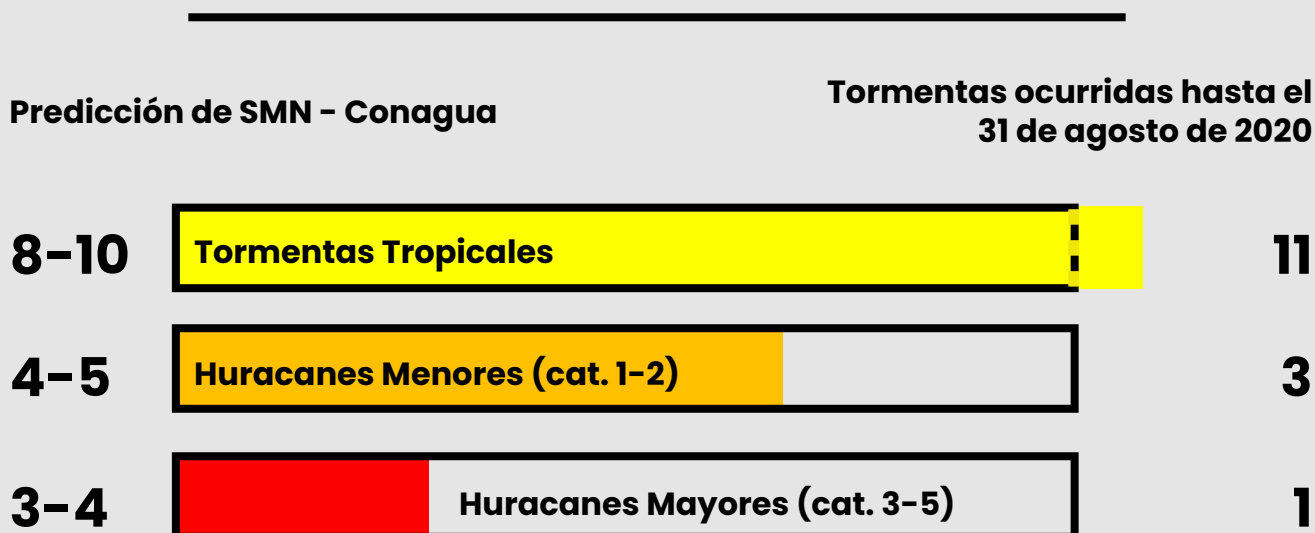 Predicción de SMN - Conagua
Tormentas ocurridas hasta el
31 de agosto de 2020
8-10 Tormentas Tropicales 11
4-5 Huracanes Menores (cat. 1-2) 3
3-4 Huracanes Mayores (cat. 3-5) 1